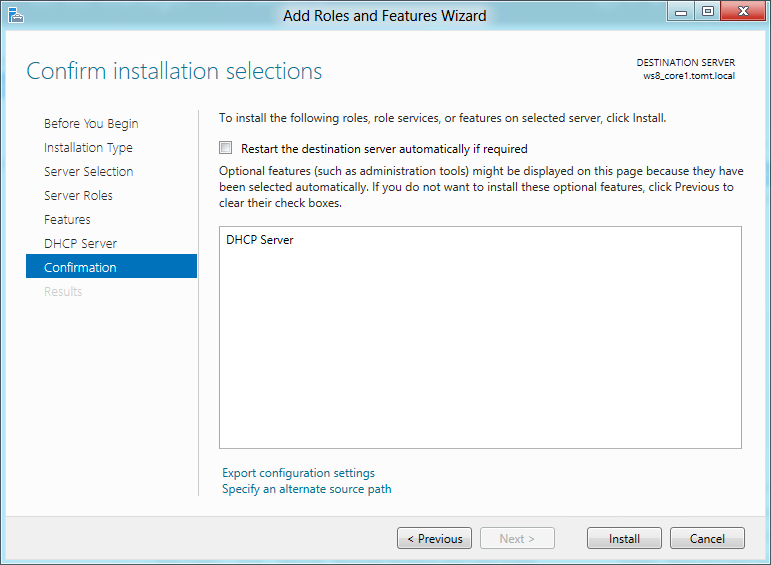 Add Roles and Features Wizard
Confirm installation selections
DESTINATION SERVER
ws8_core1.tomt.local
Before You Begin
Installation Type
Server Selection
Server Roles
Features
DHCP Server
Confirmation
Results
To install the following roles, role services, or features on selected server, click Install.
Restart the destination server automatically if required
Optional features (such as administration tools) might be displayed on this page because they have
been selected automatically. If you do not want to install these optional features, click Previous to
clear their check boxes.
DHCP Server
Export configuration settings
Specify an alternate source path
< Previous
Next >
Install
Cancel